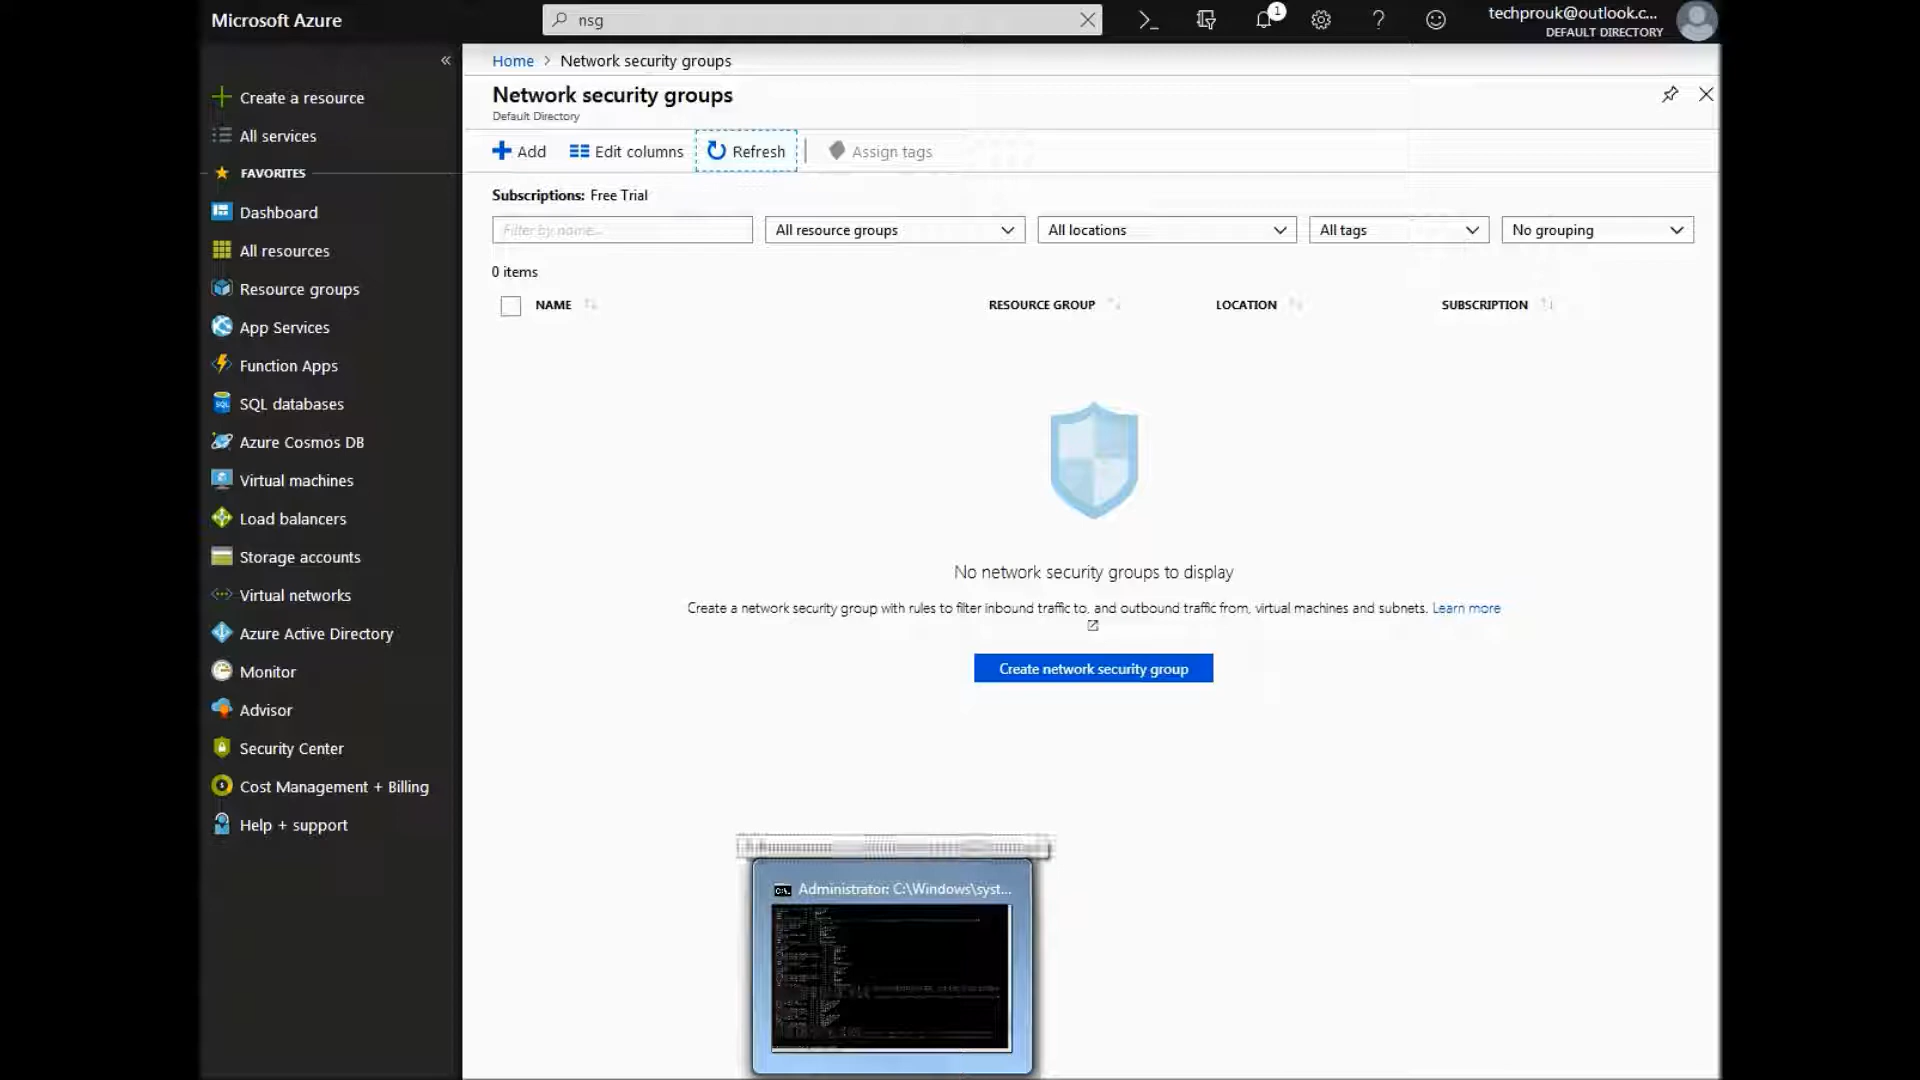 Microsoft Azure
nsg
1
techprouk@outlook.c...
DEFAULT DIRECTORY
Create a resource
All services
FAVORITES
Dashboard
All resources
Resource groups
App Services
Function Apps
SQL databases
Azure Cosmos DB
Virtual machines
Load balancers
Storage accounts
Virtual networks
Azure Active Directory
Monitor
Advisor
Security Center
Cost Management + Billing
Help + support
Home > Network security groups
Network security groups
Default Directory
Add Edit columns Refresh Assign tags
Subscriptions: Free Trial
Filter by name... All resource groups All locations All tags No grouping
0 items
NAME RESOURCE GROUP LOCATION SUBSCRIPTION
No network security groups to display
Create a network security group with rules to filter inbound traffic to, and outbound traffic from, virtual machines and subnets. Learn more
Create network security group
Administrator: C:\Windows\syst...